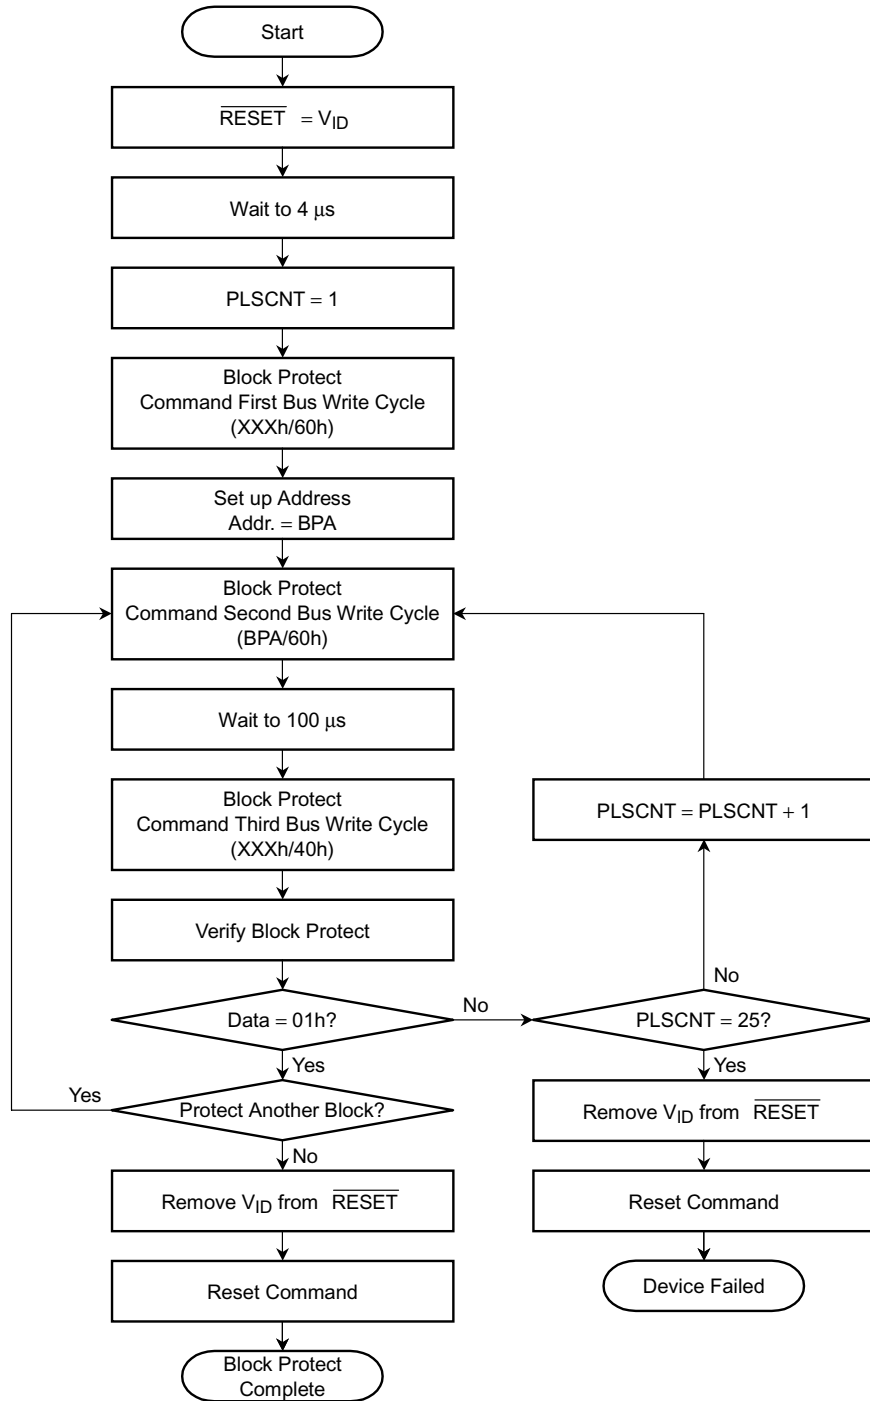 Start
R̅E̅S̅E̅T̅ = VID
Wait to 4 μs
PLSCNT = 1
Block Protect
Command First Bus Write Cycle
(XXXh/60h)
Set up Address
Addr. = BPA
Block Protect
Command Second Bus Write Cycle
(BPA/60h)
Wait to 100 μs
Block Protect
Command Third Bus Write Cycle
(XXXh/40h)
PLSCNT = PLSCNT + 1
Verify Block Protect
No
Data = 01h?
No
PLSCNT = 25?
Yes
Yes
Yes
Protect Another Block?
Remove VID from R̅E̅S̅E̅T̅
No
Remove VID from R̅E̅S̅E̅T̅
Reset Command
Reset Command
Device Failed
Block Protect
Complete